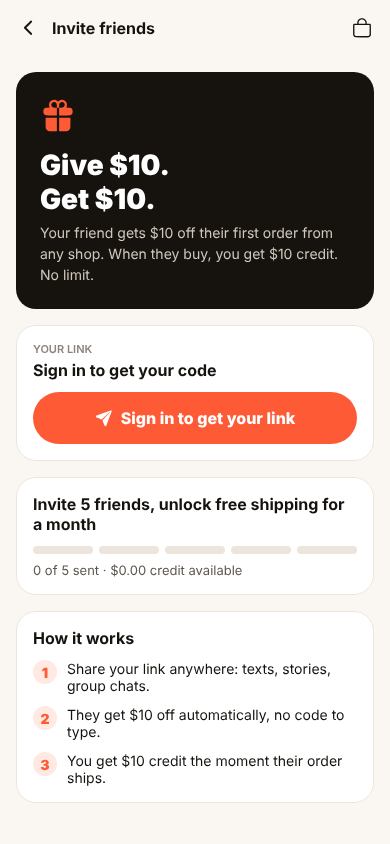 Invite friends
Give $10.
Get $10.
Your friend gets $10 off their first order from
any shop. When they buy, you get $10 credit.
No limit.
YOUR LINK
Sign in to get your code
Sign in to get your link
Invite 5 friends, unlock free shipping for
a month
0 of 5 sent · $0.00 credit available
How it works
1 Share your link anywhere: texts, stories,
group chats.
2 They get $10 off automatically, no code to
type.
3 You get $10 credit the moment their order
ships.